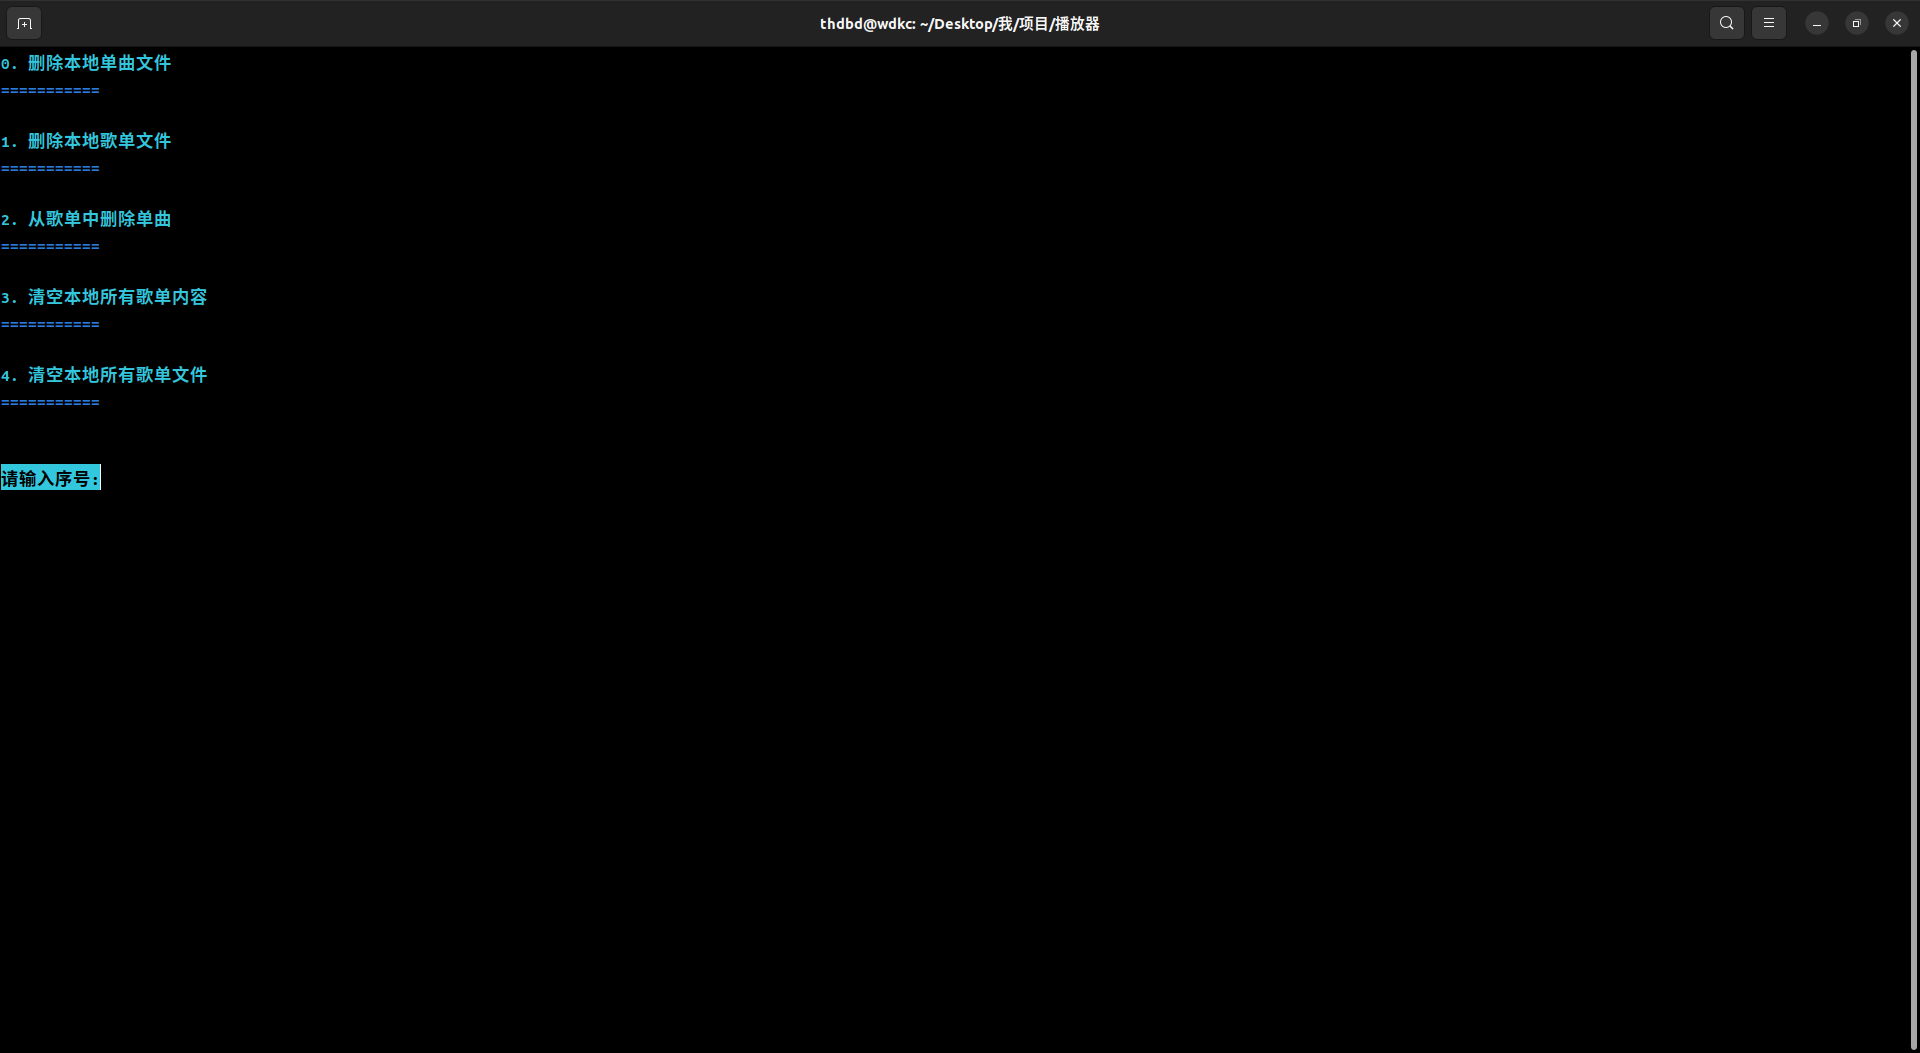 thdbd@wdkc: ~/Desktop/我/项目/播放器
0. 删除本地单曲文件
===========
1. 删除本地歌单文件
===========
2. 从歌单中删除单曲
===========
3. 清空本地所有歌单内容
===========
4. 清空本地所有歌单文件
===========
请输入序号: